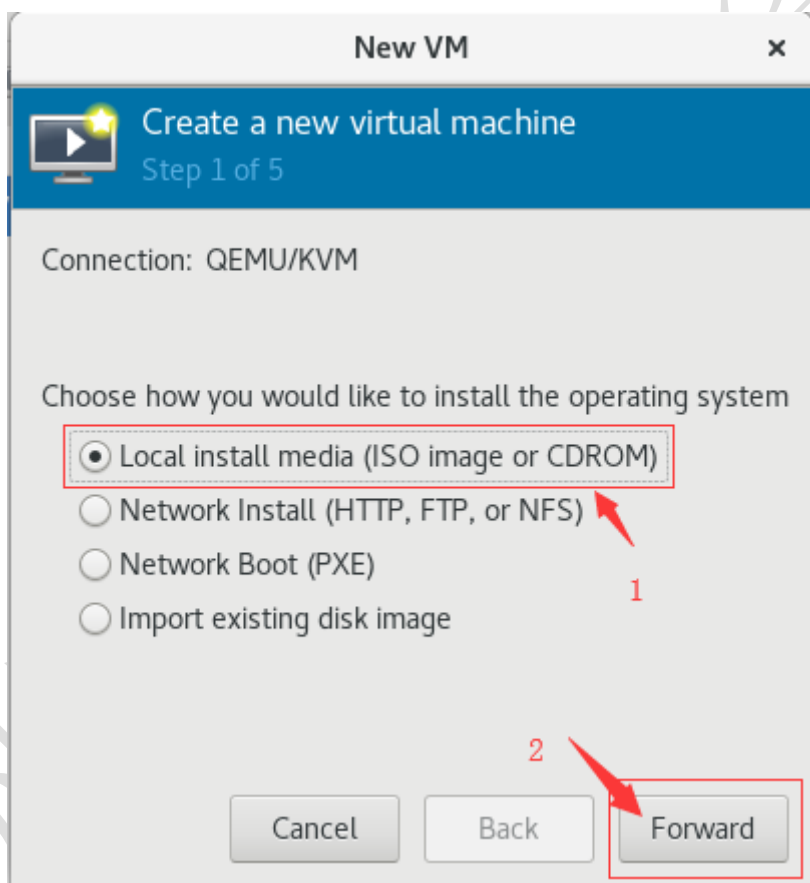 New VM ×
Create a new virtual machine
Step 1 of 5
Connection: QEMU/KVM
Choose how you would like to install the operating system
Local install media (ISO image or CDROM)
Network Install (HTTP, FTP, or NFS)
Network Boot (PXE)
1
Import existing disk image
2
Cancel Back Forward